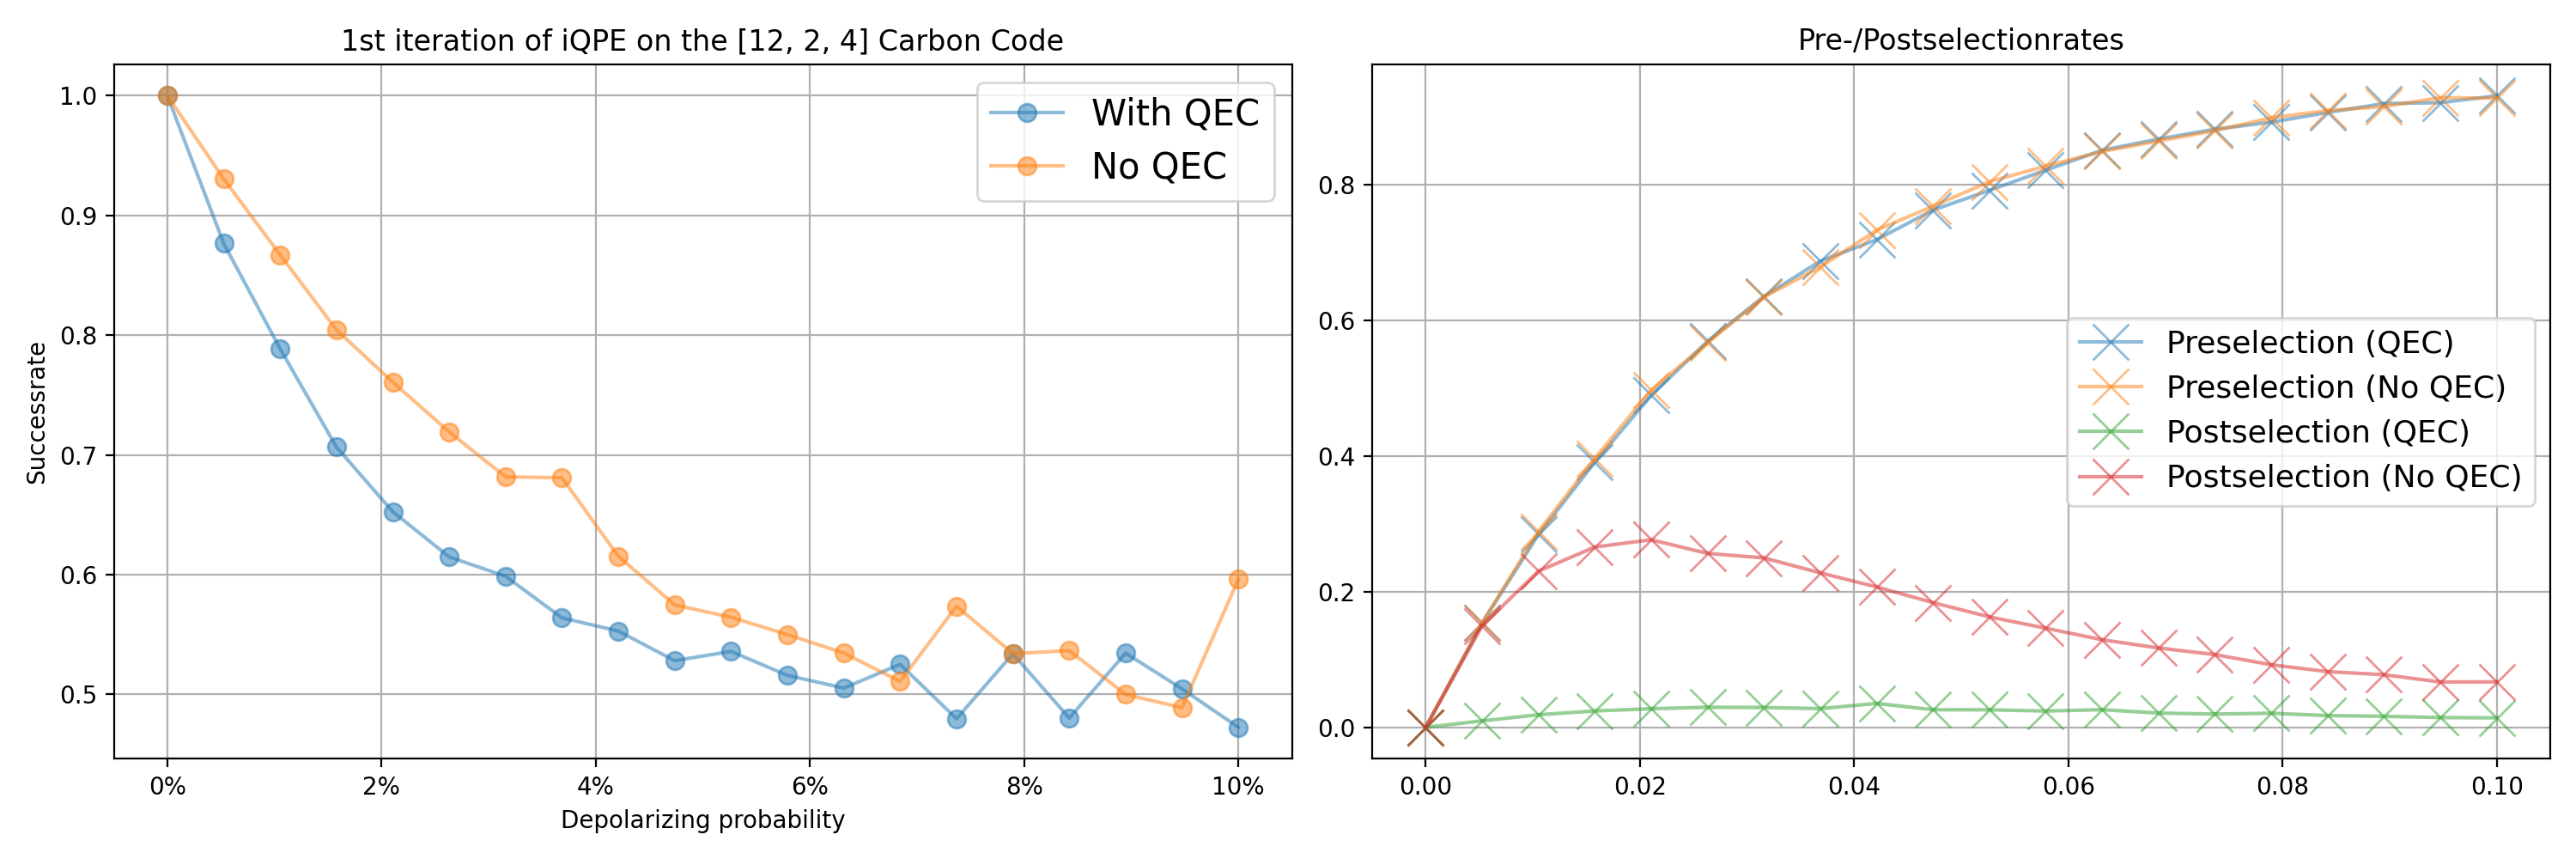 1st iteration of iQPE on the [12, 2, 4] Carbon Code
1.0
0.9
0.8
0.7
0.6
0.5
Successrate
0%
2%
4%
6%
8%
10%
Depolarizing probability
With QEC
No QEC
Pre-/Postselectionrates
0.8
0.6
0.4
0.2
0.0
0.00
0.02
0.04
0.06
0.08
0.10
Preselection (QEC)
Preselection (No QEC)
Postselection (QEC)
Postselection (No QEC)